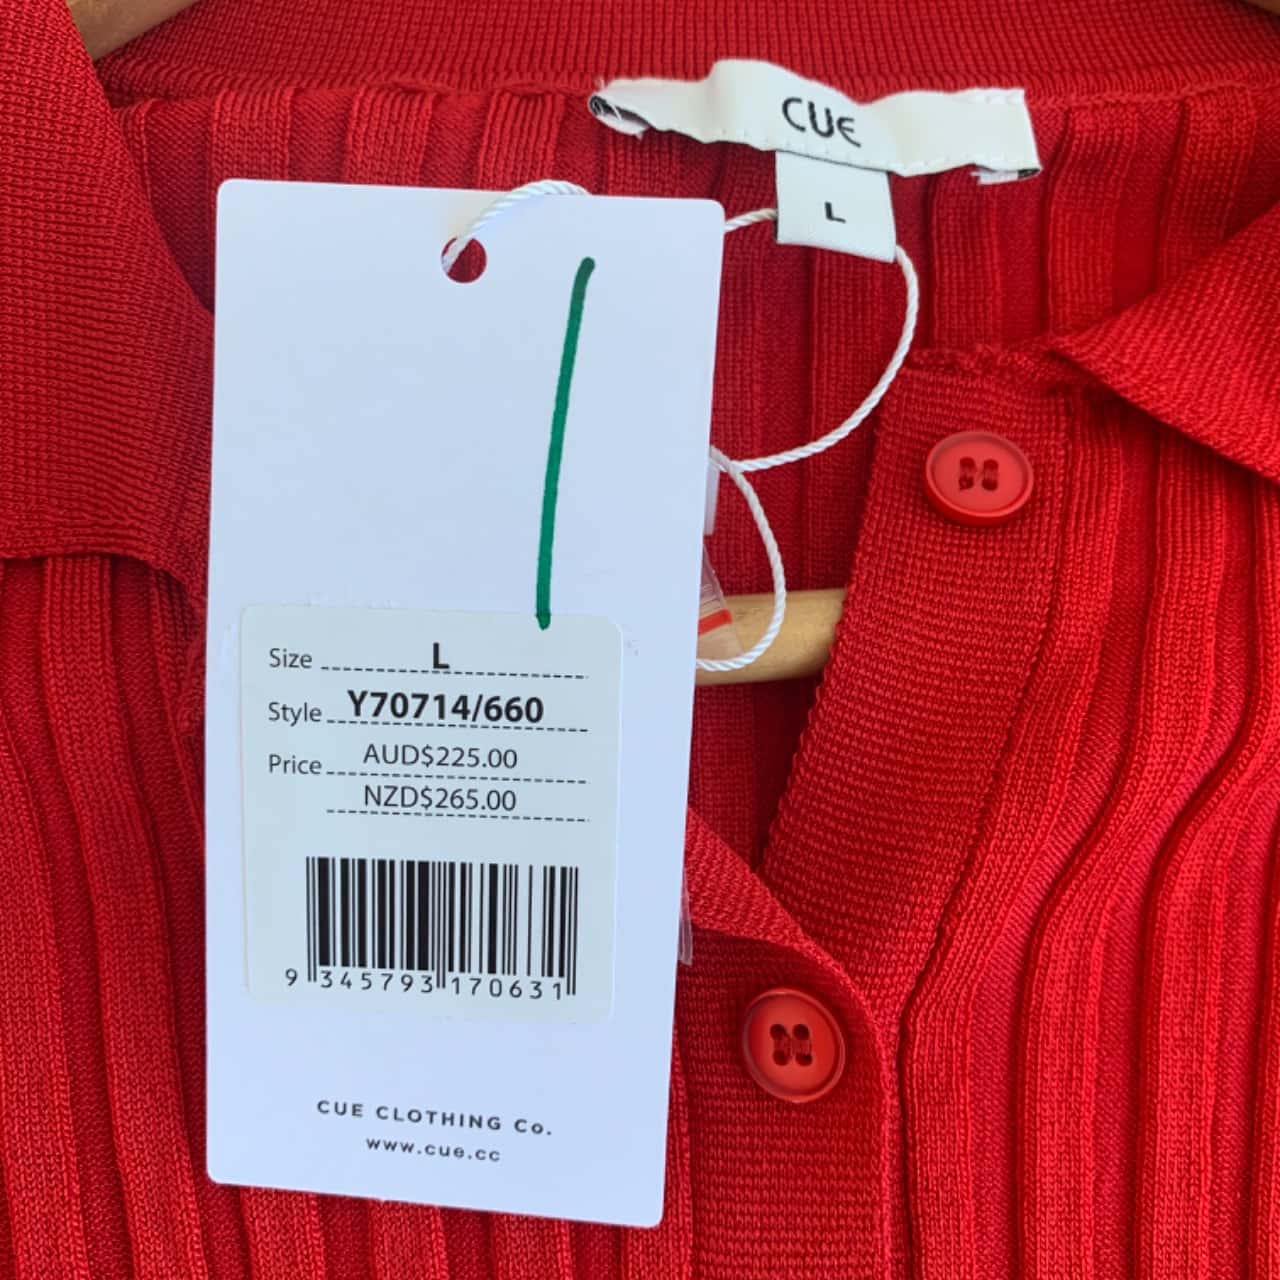 CUE
L
Size L
Style Y70714/660
Price AUD$225.00
NZD$265.00
9 345793 170631
CUE CLOTHING Co.
www.cue.cc